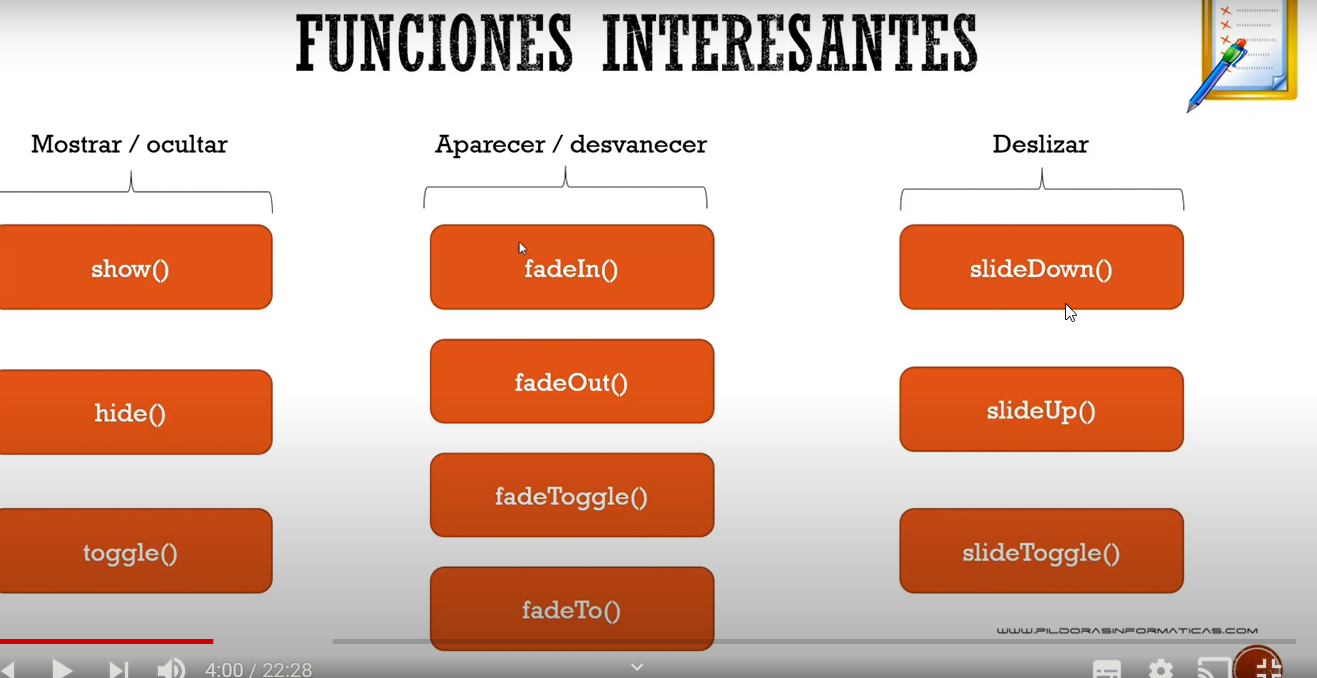 FUNCIONES INTERESANTES
Mostrar / ocultar
show()
hide()
toggle()
Aparecer / desvanecer
fadeIn()
fadeOut()
fadeToggle()
fadeTo()
Deslizar
slideDown()
slideUp()
slideToggle()
WWW.PILDORASINFORMATICAS.COM
4:00 / 22:28